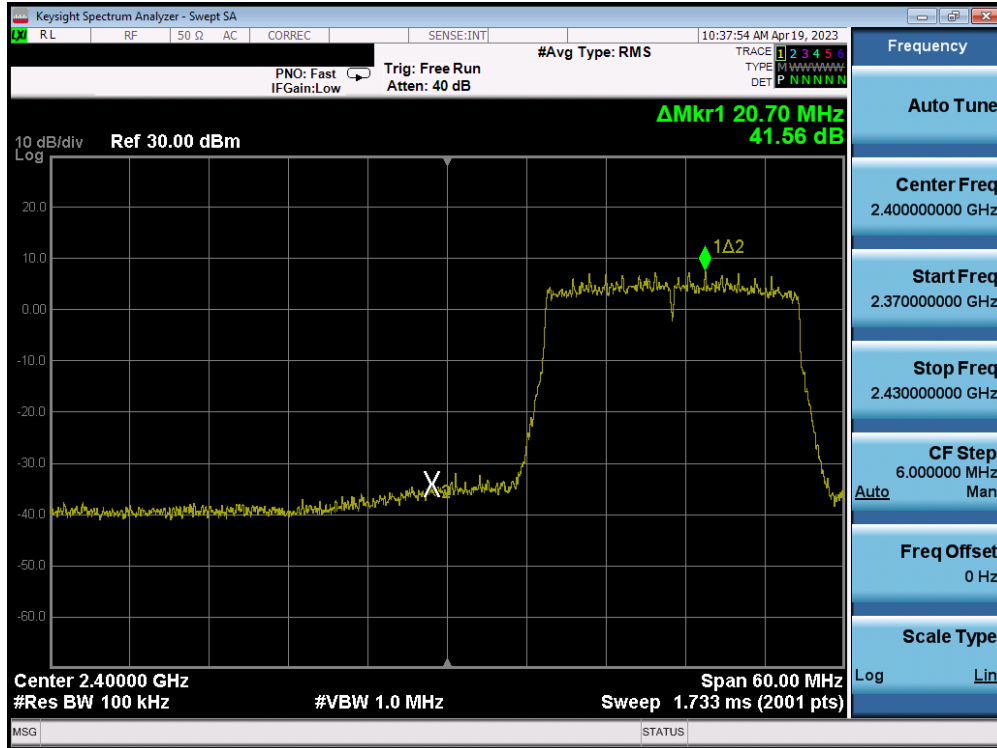 Keysight Spectrum Analyzer - Swept SA
LXI RL RF 50 Ω AC CORREC SENSE:INT 10:37:54 AM Apr 19, 2023
#Avg Type: RMS
TRACE 1 2 3 4 5 6
TYPE M WWWWW
DET P N N N N N
PNO: Fast
IFGain:Low
Trig: Free Run
Atten: 40 dB
ΔMkr1 20.70 MHz
41.56 dB
10 dB/div Ref 30.00 dBm
Log
20.0
10.0
0.00
-10.0
-20.0
-30.0
-40.0
-50.0
-60.0
1Δ2
X2
Center 2.40000 GHz
Span 60.00 MHz
#Res BW 100 kHz
#VBW 1.0 MHz
Sweep 1.733 ms (2001 pts)
MSG
STATUS
Frequency
Auto Tune
Center Freq
2.400000000 GHz
Start Freq
2.370000000 GHz
Stop Freq
2.430000000 GHz
CF Step
6.000000 MHz
Auto Man
Freq Offset
0 Hz
Scale Type
Log Lin